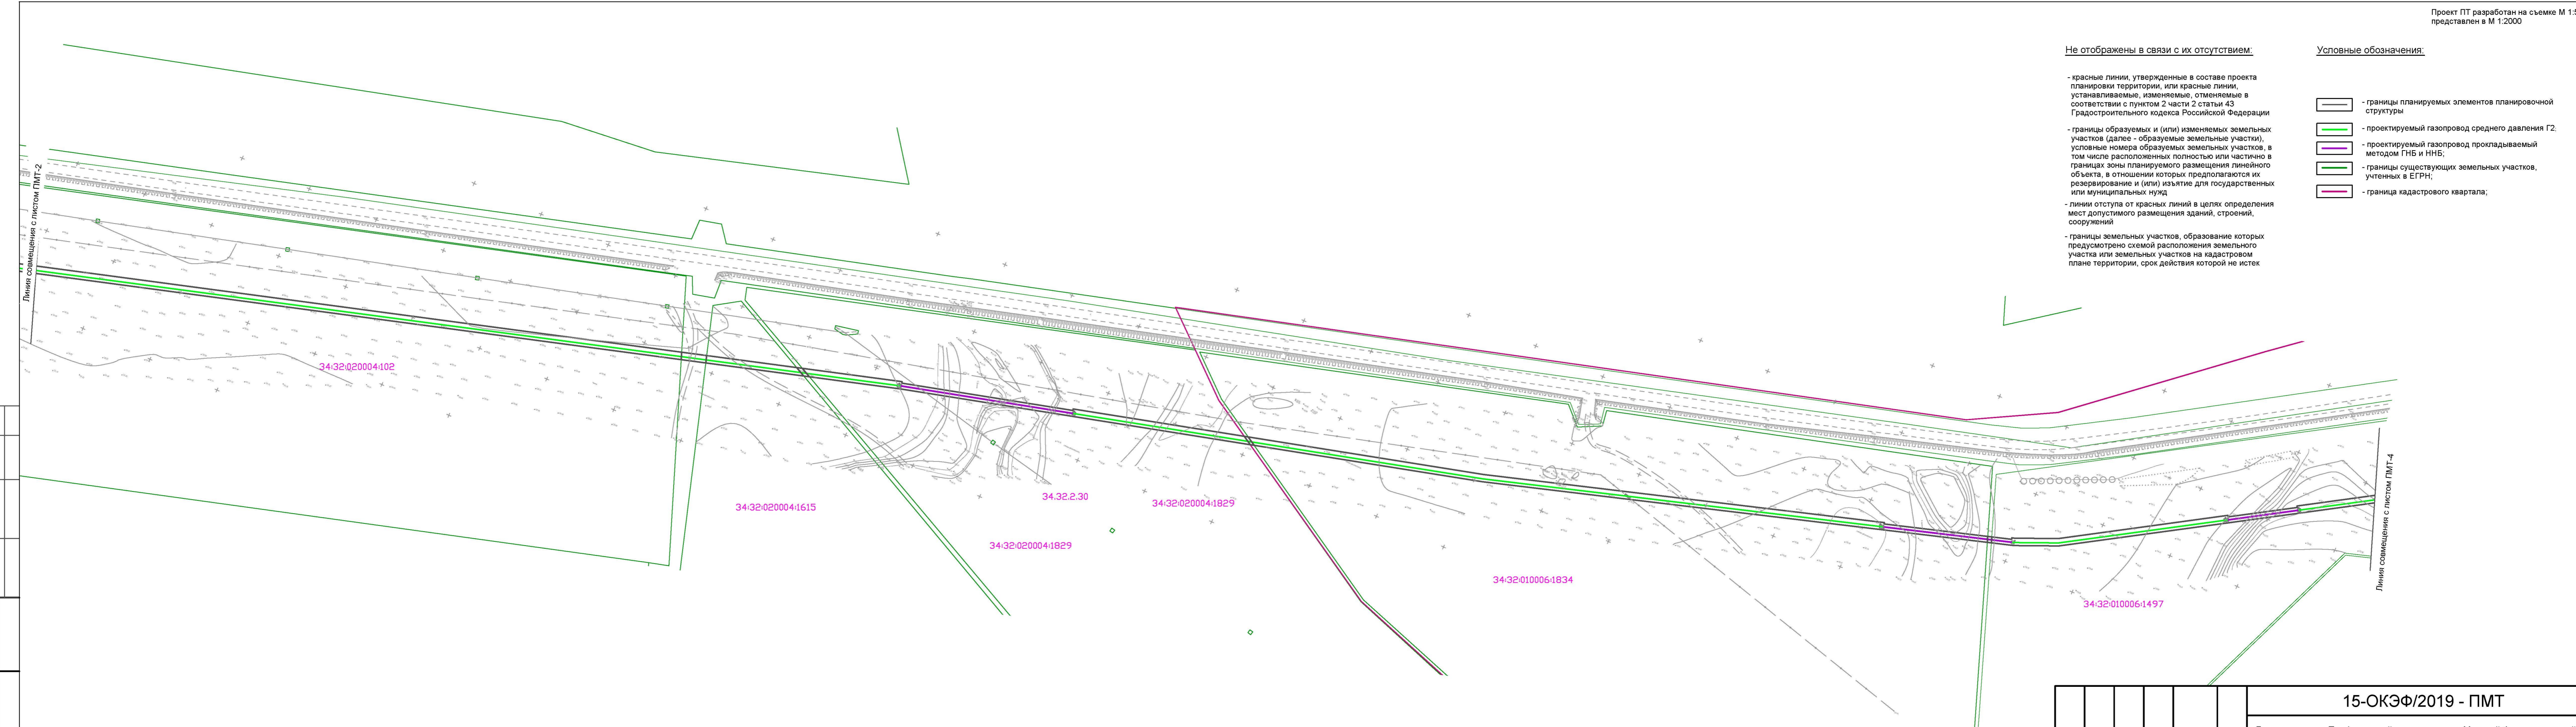 Проект ПТ разработан на съемке М
представлен в М 1:2000
Не отображены в связи с их отсутствием:
- красные линии, утвержденные в составе проекта
планировки территории, или красные линии,
устанавливаемые, изменяемые, отменяемые в
соответствии с пунктом 2 части 2 статьи 43
Градостроительного кодекса Российской Федерации
- границы образуемых и (или) изменяемых земельных
участков (далее - образуемые земельные участки),
условные номера образуемых земельных участков, в
том числе расположенных полностью или частично в
границах зоны планируемого размещения линейного
объекта, в отношении которых предполагаются их
резервирование и (или) изъятие для государственных
или муниципальных нужд
- линии отступа от красных линий в целях определения
мест допустимого размещения зданий, строений,
сооружений
- границы земельных участков, образование которых
предусмотрено схемой расположения земельного
участка или земельных участков на кадастровом
плане территории, срок действия которой не истек
Условные обозначения:
- границы планируемых элементов планировочной
структуры
- проектируемый газопровод среднего давления Г2;
- проектируемый газопровод прокладываемый
методом ГНБ и ННБ;
- границы существующих земельных участков,
учтенных в ЕГРН;
- граница кадастрового квартала;
Линия совмещения с листом ПМТ-2
34:32:020004:102
34:32:020004:1615
34.32.2.30
34:32:020004:1829
34:32:020004:1829
34:32:010006:1834
34:32:010006:1497
Линия совмещения с листом ПМТ-4
15-ОКЭФ/2019 - ПМТ